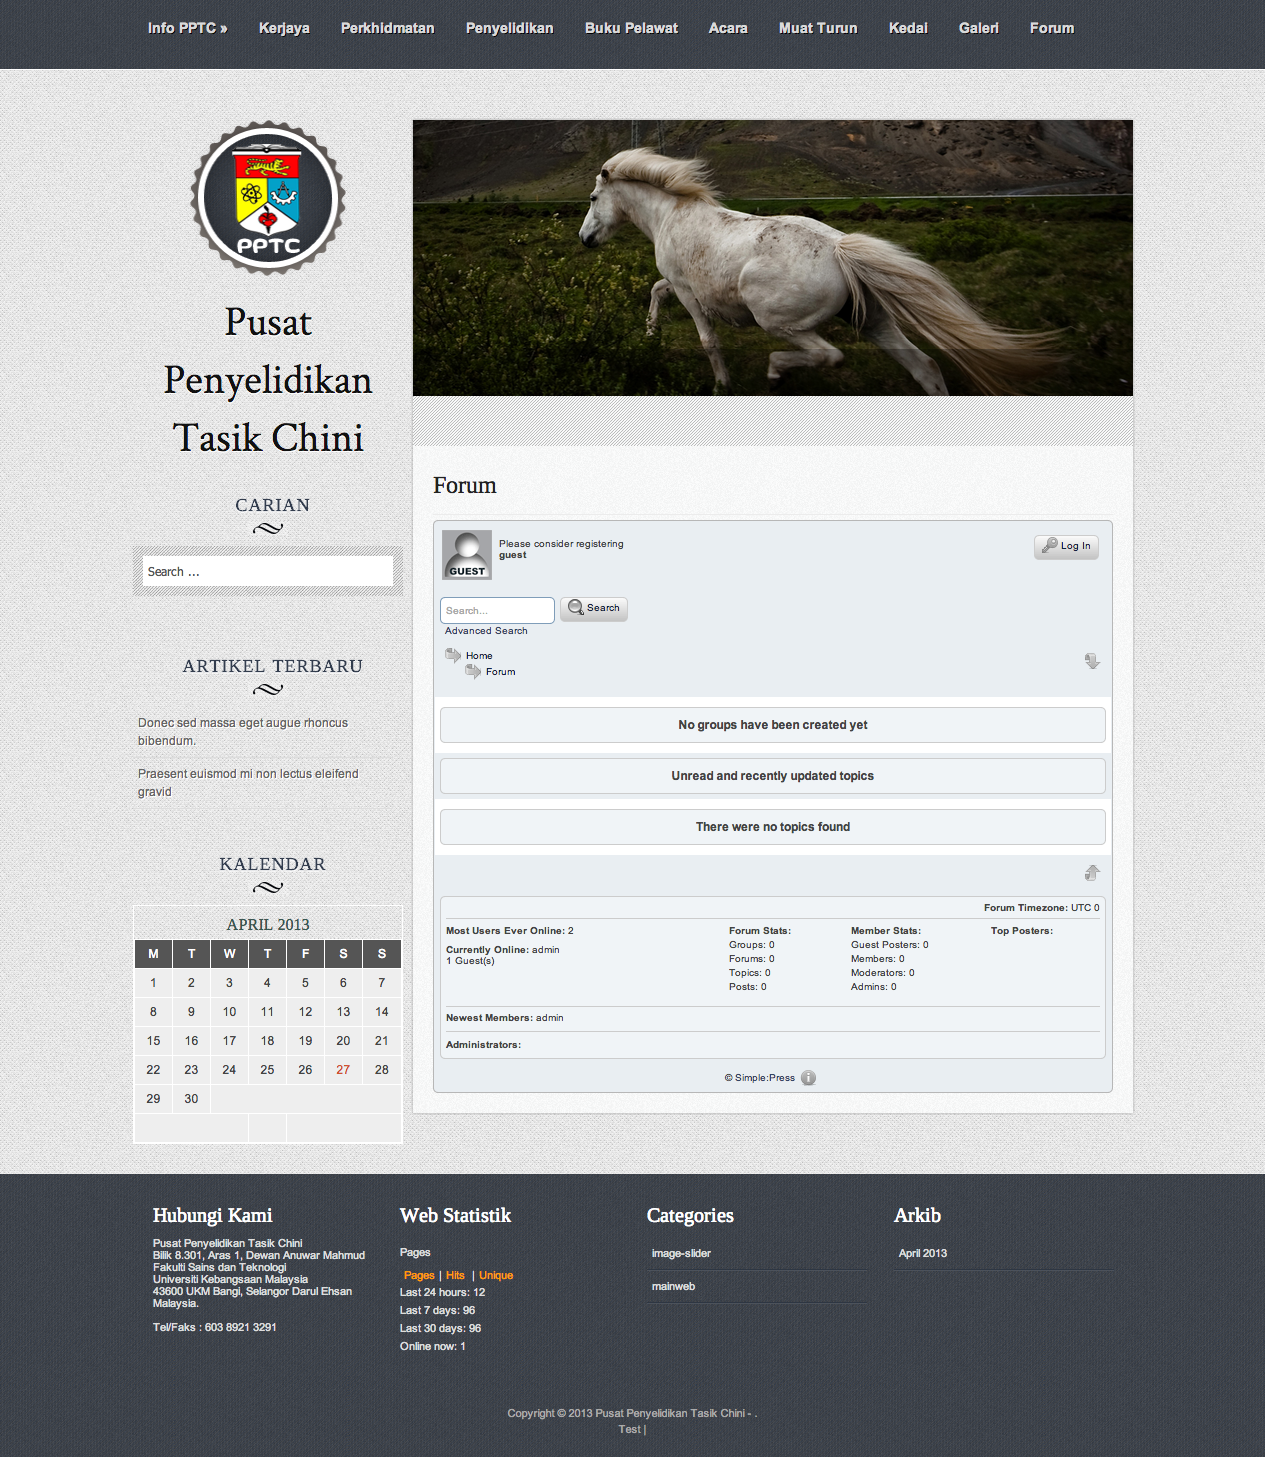 Info PPTC » Kerjaya Perkhidmatan Penyelidikan Buku Pelawat Acara Muat Turun Kedai Galeri Forum
PPTC
Pusat
Penyelidikan
Tasik Chini
CARIAN
Search ...
ARTIKEL TERBARU
Donec sed massa eget augue rhoncus
bibendum.
Praesent euismod mi non lectus eleifend
gravid
KALENDAR
APRIL 2013
M T W T F S S
1 2 3 4 5 6 7
8 9 10 11 12 13 14
15 16 17 18 19 20 21
22 23 24 25 26 27 28
29 30
Forum
GUEST
Please consider registering
guest
Log In
Search...
Search
Advanced Search
Home
Forum
No groups have been created yet
Unread and recently updated topics
There were no topics found
Forum Timezone: UTC 0
Most Users Ever Online: 2
Currently Online: admin
1 Guest(s)
Forum Stats:
Groups: 0
Forums: 0
Topics: 0
Posts: 0
Member Stats:
Guest Posters: 0
Members: 0
Moderators: 0
Admins: 0
Top Posters:
Newest Members: admin
Administrators:
© Simple:Press
Hubungi Kami
Pusat Penyelidikan Tasik Chini
Bilik 8.301, Aras 1, Dewan Anuwar Mahmud
Fakulti Sains dan Teknologi
Universiti Kebangsaan Malaysia
43600 UKM Bangi, Selangor Darul Ehsan
Malaysia.
Tel/Faks : 603 8921 3291
Web Statistik
Pages
Pages | Hits | Unique
Last 24 hours: 12
Last 7 days: 96
Last 30 days: 96
Online now: 1
Categories
image-slider
mainweb
Arkib
April 2013
Copyright © 2013 Pusat Penyelidikan Tasik Chini - .
Test |